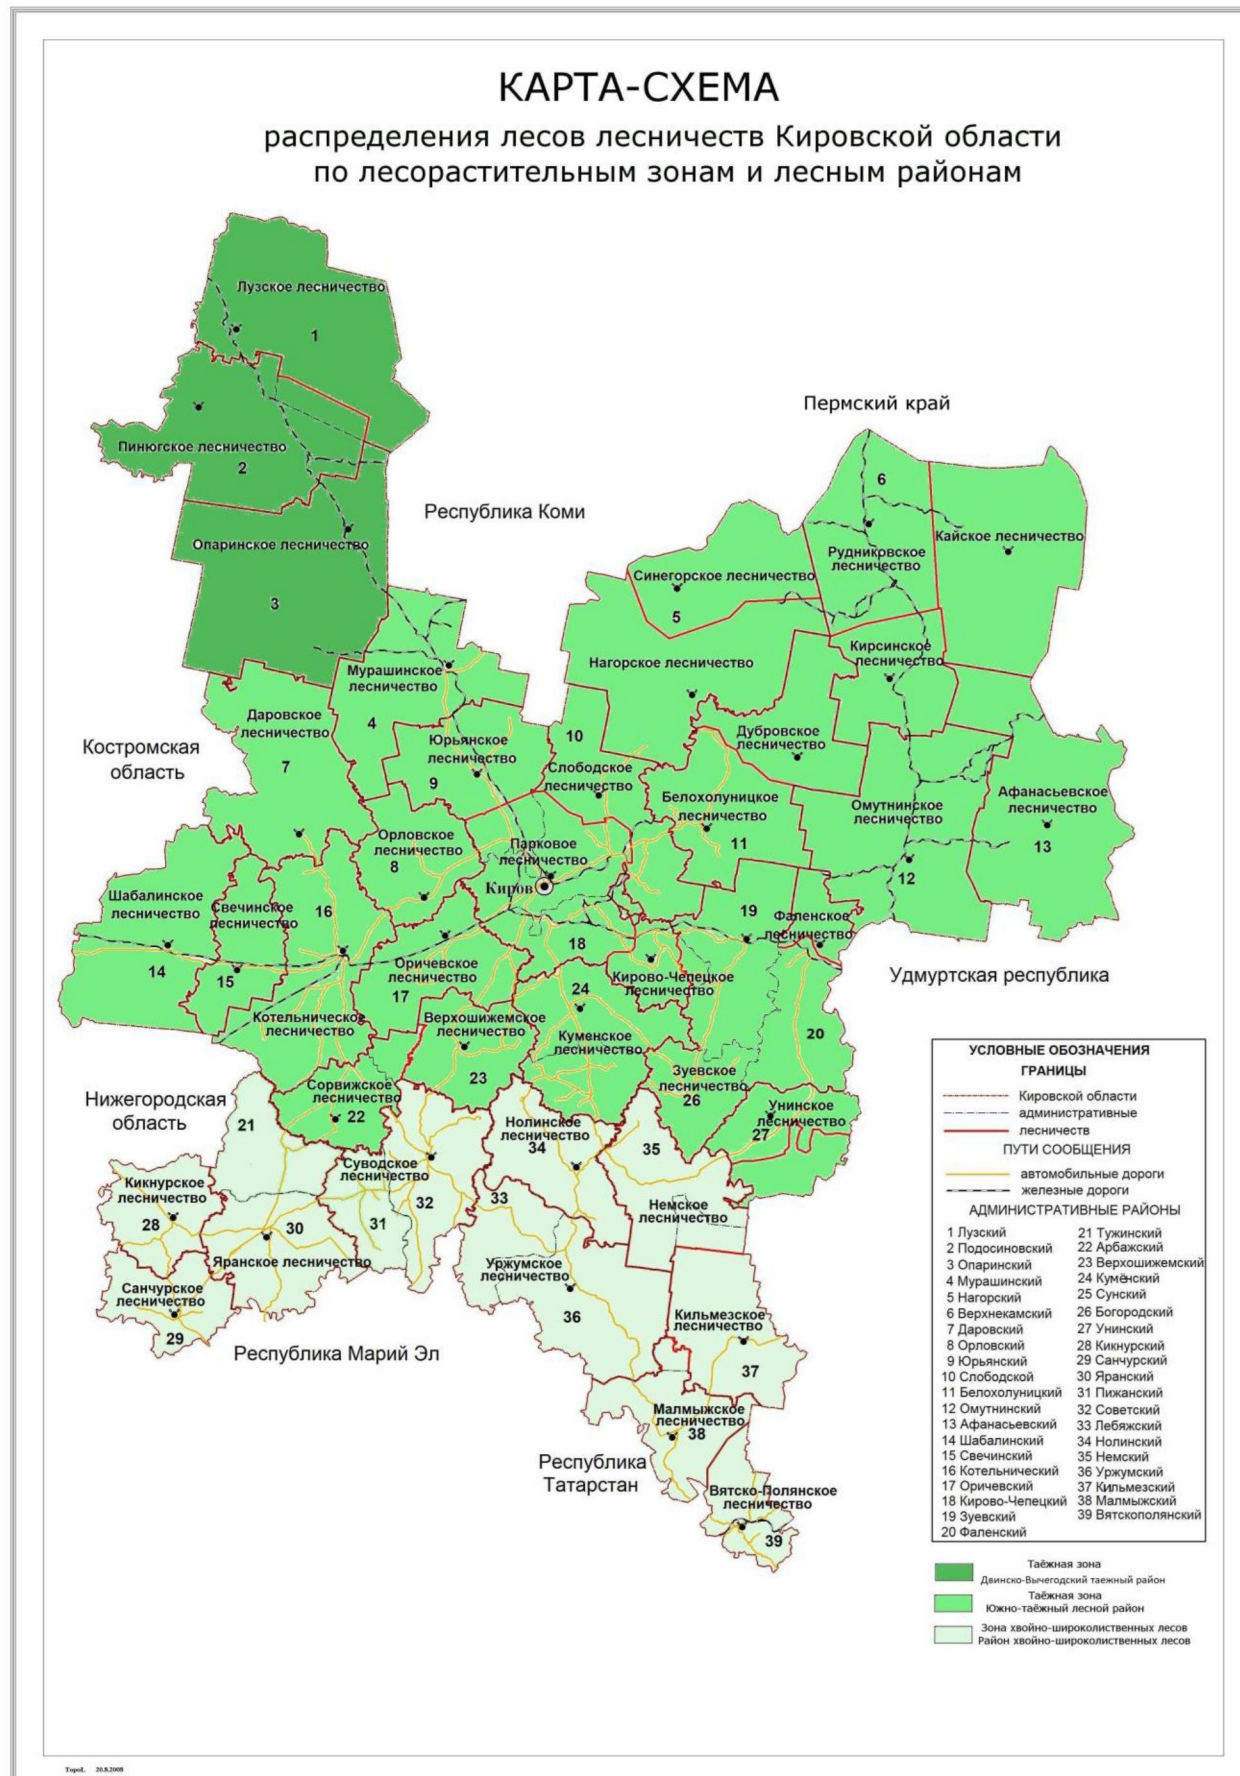 КАРТА-СХЕМА
распределения лесов лесничеств Кировской области
по лесорастительным зонам и лесным районам
Лузское лесничество
1
Пермский край
Пинюгское лесничество
2
6
Республика Коми
Опаринское лесничество
Кайское лесничество
Рудниковское
лесничество
Синегорское лесничество
3
5
Кирсинское
лесничество
Нагорское лесничество
Мурашинское
лесничество
Даровское
лесничество
4
10
Дубровское
лесничество
Юрьянское
лесничество
Костромская
область
7
9
Слободское
лесничество
Белохолуницкое
лесничество
Омутнинское
лесничество
Афанасьевское
лесничество
Орловское
лесничество
8
Парковое
лесничество
11
13
12
Киров
Шабалинское
лесничество
Свечинское
лесничество
16
19
Фаленское
лесничество
18
14
15
Оричевское
лесничество
17
Кирово-Чепецкое
лесничество
Удмуртская республика
24
Котельническое
лесничество
Верхошижемское
лесничество
Куменское
лесничество
20
23
Зуевское
лесничество
26
Сорвижское
лесничество
22
Нижегородская
область
21
Унинское
лесничество
27
Нолинское
лесничество
34
35
Суводское
лесничество
Кикнурское
лесничество
28
32
33
Немское
лесничество
31
30
Яранское лесничество
Уржумское
лесничество
Санчурское
лесничество
29
36
Кильмезское
лесничество
37
Республика Марий Эл
Малмыжское
лесничество
38
Республика
Татарстан
Вятско-Полянское
лесничество
39
УСЛОВНЫЕ ОБОЗНАЧЕНИЯ
ГРАНИЦЫ
Кировской области
административные
лесничеств
ПУТИ СООБЩЕНИЯ
автомобильные дороги
железные дороги
АДМИНИСТРАТИВНЫЕ РАЙОНЫ
1 Лузский
2 Подосиновский
3 Опаринский
4 Мурашинский
5 Нагорский
6 Верхнекамский
7 Даровский
8 Орловский
9 Юрьянский
10 Слободской
11 Белохолуницкий
12 Омутнинский
13 Афанасьевский
14 Шабалинский
15 Свечинский
16 Котельнический
17 Оричевский
18 Кирово-Чепецкий
19 Зуевский
20 Фаленский
21 Тужинский
22 Арбажский
23 Верхошижемский
24 Кумёнский
25 Сунский
26 Богородский
27 Унинский
28 Кикнурский
29 Санчурский
30 Яранский
31 Пижанский
32 Советский
33 Лебяжский
34 Нолинский
35 Немский
36 Уржумский
37 Кильмезский
38 Малмыжский
39 Вятскополянский
Таёжная зона
Двинско-Вычегодский таежный район
Таёжная зона
Южно-таёжный лесной район
Зона хвойно-широколиственных лесов
Район хвойно-широколиственных лесов
TopoL 20.8.2008